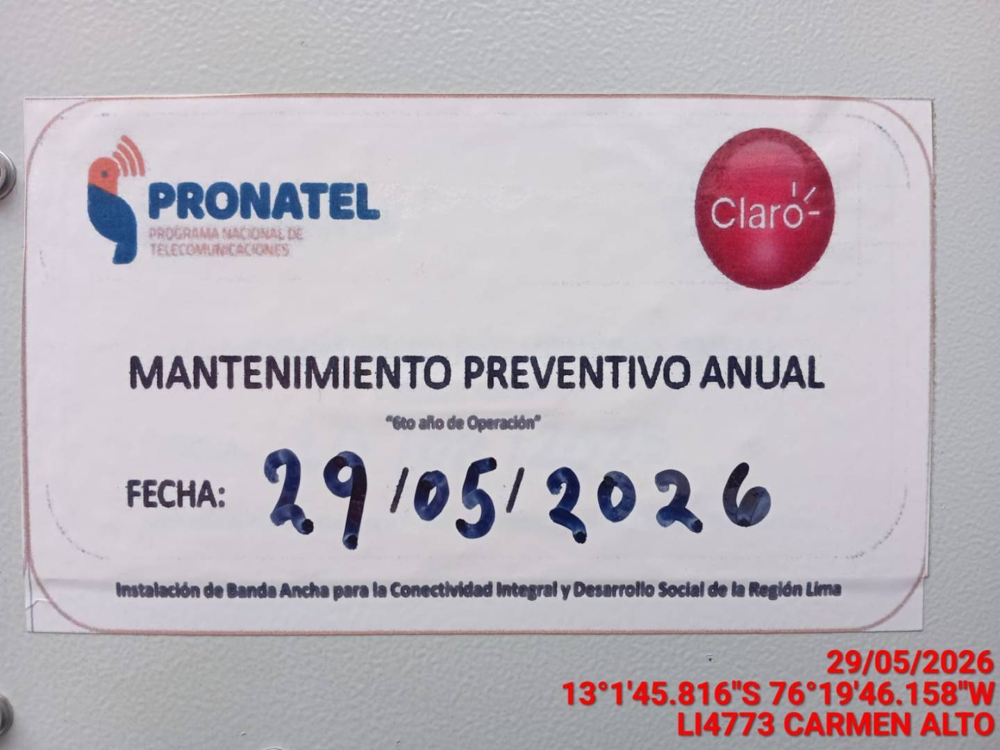 PRONATEL
PROGRAMA NACIONAL DE
TELECOMUNICACIONES
Claro
MANTENIMIENTO PREVENTIVO ANUAL
"6to año de Operación"
FECHA: 29/05/2026
Instalación de Banda Ancha para la Conectividad Integral y Desarrollo Social de la Región Lima
29/05/2026
13°1'45.816"S 76°19'46.158"W
LI4773 CARMEN ALTO